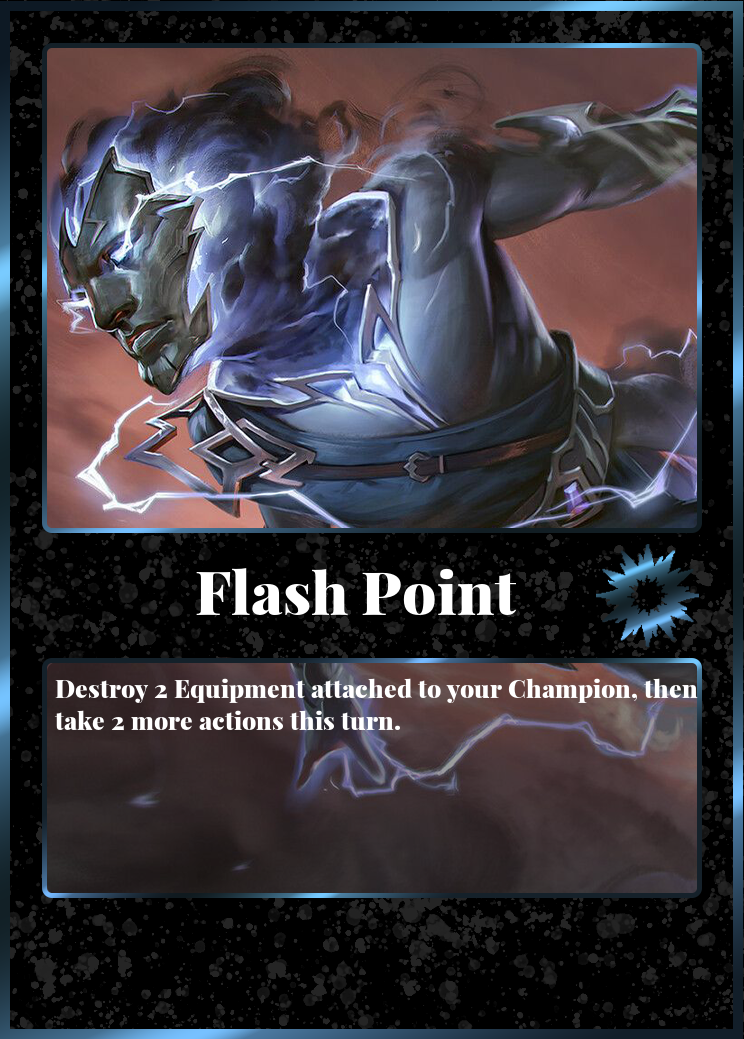 Flash Point
Destroy 2 Equipment attached to your Champion, then
take 2 more actions this turn.